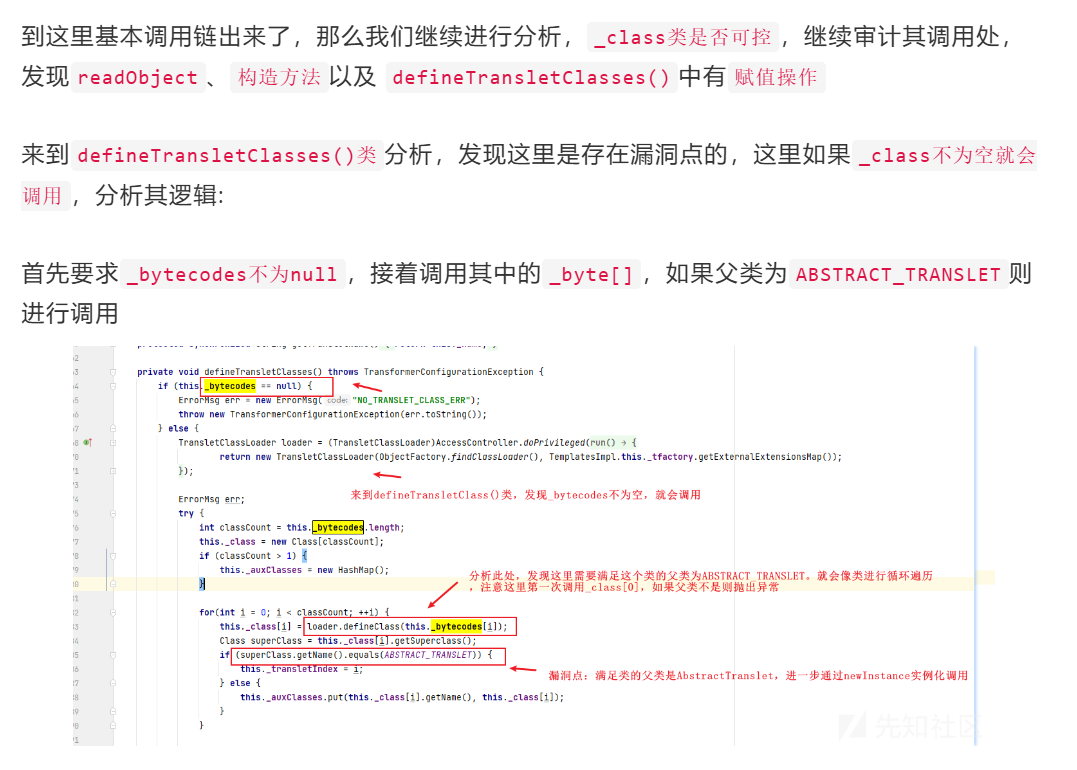 到这里基本调用链出来了，那么我们继续进行分析， _class类是否可控 ，继续审计其调用处，
发现 readObject 、 构造方法 以及 defineTransletClasses() 中有 赋值操作
来到 defineTransletClasses()类 分析，发现这里是存在漏洞点的，这里如果 _class不为空就会
调用 ，分析其逻辑:
首先要求 _bytecodes不为null ，接着调用其中的 _byte[] ，如果父类为 ABSTRACT_TRANSLET 则
进行调用
private void defineTransletClasses() throws TransformerConfigurationException {
if (this._bytecodes == null) {
ErrorMsg err = new ErrorMsg( code: "NO_TRANSLET_CLASS_ERR");
throw new TransformerConfigurationException(err.toString());
} else {
TransletClassLoader loader = (TransletClassLoader)AccessController.doPrivileged(run() → {
return new TransletClassLoader(ObjectFactory.findClassLoader(), TemplatesImpl.this._tfactory.getExternalExtensionsMap());
});
来到defineTransletClass()类，发现_bytecodes不为空，就会调用
ErrorMsg err;
try {
int classCount = this._bytecodes.length;
this._class = new Class[classCount];
if (classCount > 1) {
this._auxClasses = new HashMap();
}
分析此处，发现这里需要满足这个类的父类为ABSTRACT_TRANSLET。就会像类进行循环遍历
，注意这里第一次调用_class[0]，如果父类不是则抛出异常
for(int i = 0; i < classCount; ++i) {
this._class[i] = loader.defineClass(this._bytecodes[i]);
Class superClass = this._class[i].getSuperclass();
if (superClass.getName().equals(ABSTRACT_TRANSLET)) {
this._transletIndex = i;
漏洞点：满足类的父类是AbstractTranslet，进一步通过newInstance实例化调用
} else {
this._auxClasses.put(this._class[i].getName(), this._class[i]);
}
}
先知社区